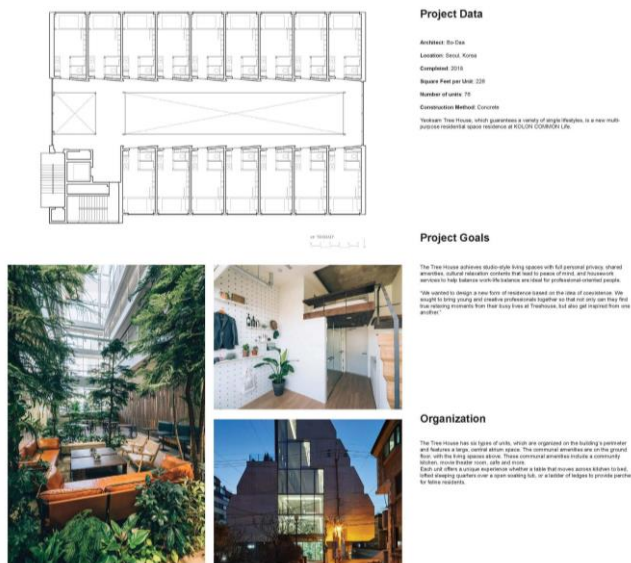 Project Data
Architect: Bo-Daa
Location: Seoul, Korea
Completed: 2018
Square Feet per Unit: 226
Number of units: 76
Construction Method: Concrete
Yeoksam Tree House, which guarantees a variety of single lifestyles, is a new multi-
purpose residential space residence at KOLON COMMON Life.
Project Goals
The Tree House achieves studio-style living spaces with full personal privacy, shared
amenities, cultural relaxation contents that lead to peace of mind, and housework
services to help balance work-life-balance are ideal for professional-oriented people.
"We wanted to design a new form of residence based on the idea of coexistence. We
sought to bring young and creative professionals together so that not only can they find
true relaxing moments from their busy lives at Treehouse, but also get inspired from one
another."
Organization
The Tree House has six types of units, which are organized on the building's perimeter
and features a large, central atrium space. The communal amenities are on the ground
floor, with the living spaces above. These communal amenities include a community
kitchen, movie theater room, cafe and more.
Each unit offers a unique experience whether a table that moves across kitchen to bed,
lofted sleeping quarters over a open soaking tub, or a ladder of ledges to provide perches
for feline residents.